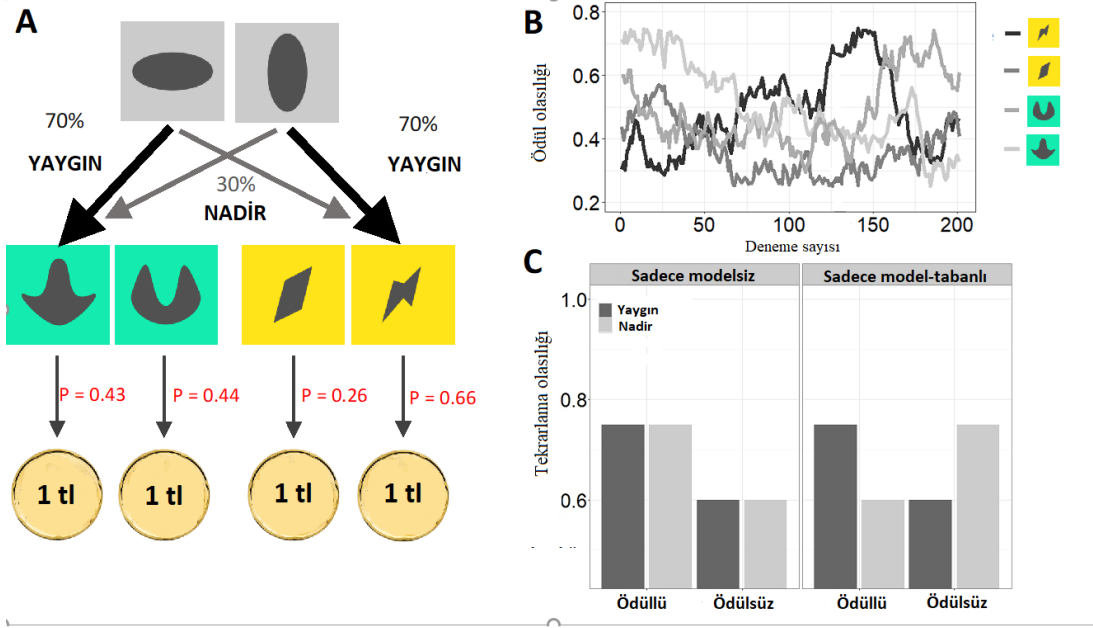 A
70%
YAYGIN
70%
YAYGIN
30%
NADİR
P = 0.43
P = 0.44
P = 0.26
P = 0.66
1 tl
1 tl
1 tl
1 tl
B
Ödül olasılığı
0.8
0.6
0.4
0.2
0
50
100
150
200
Deneme sayısı
C
Sadece modelsiz
Sadece model-tabanlı
Tekrarlama olasılığı
1.0
0.8
0.6
Yaygın
Nadir
Ödüllü
Ödülsüz
Ödüllü
Ödülsüz